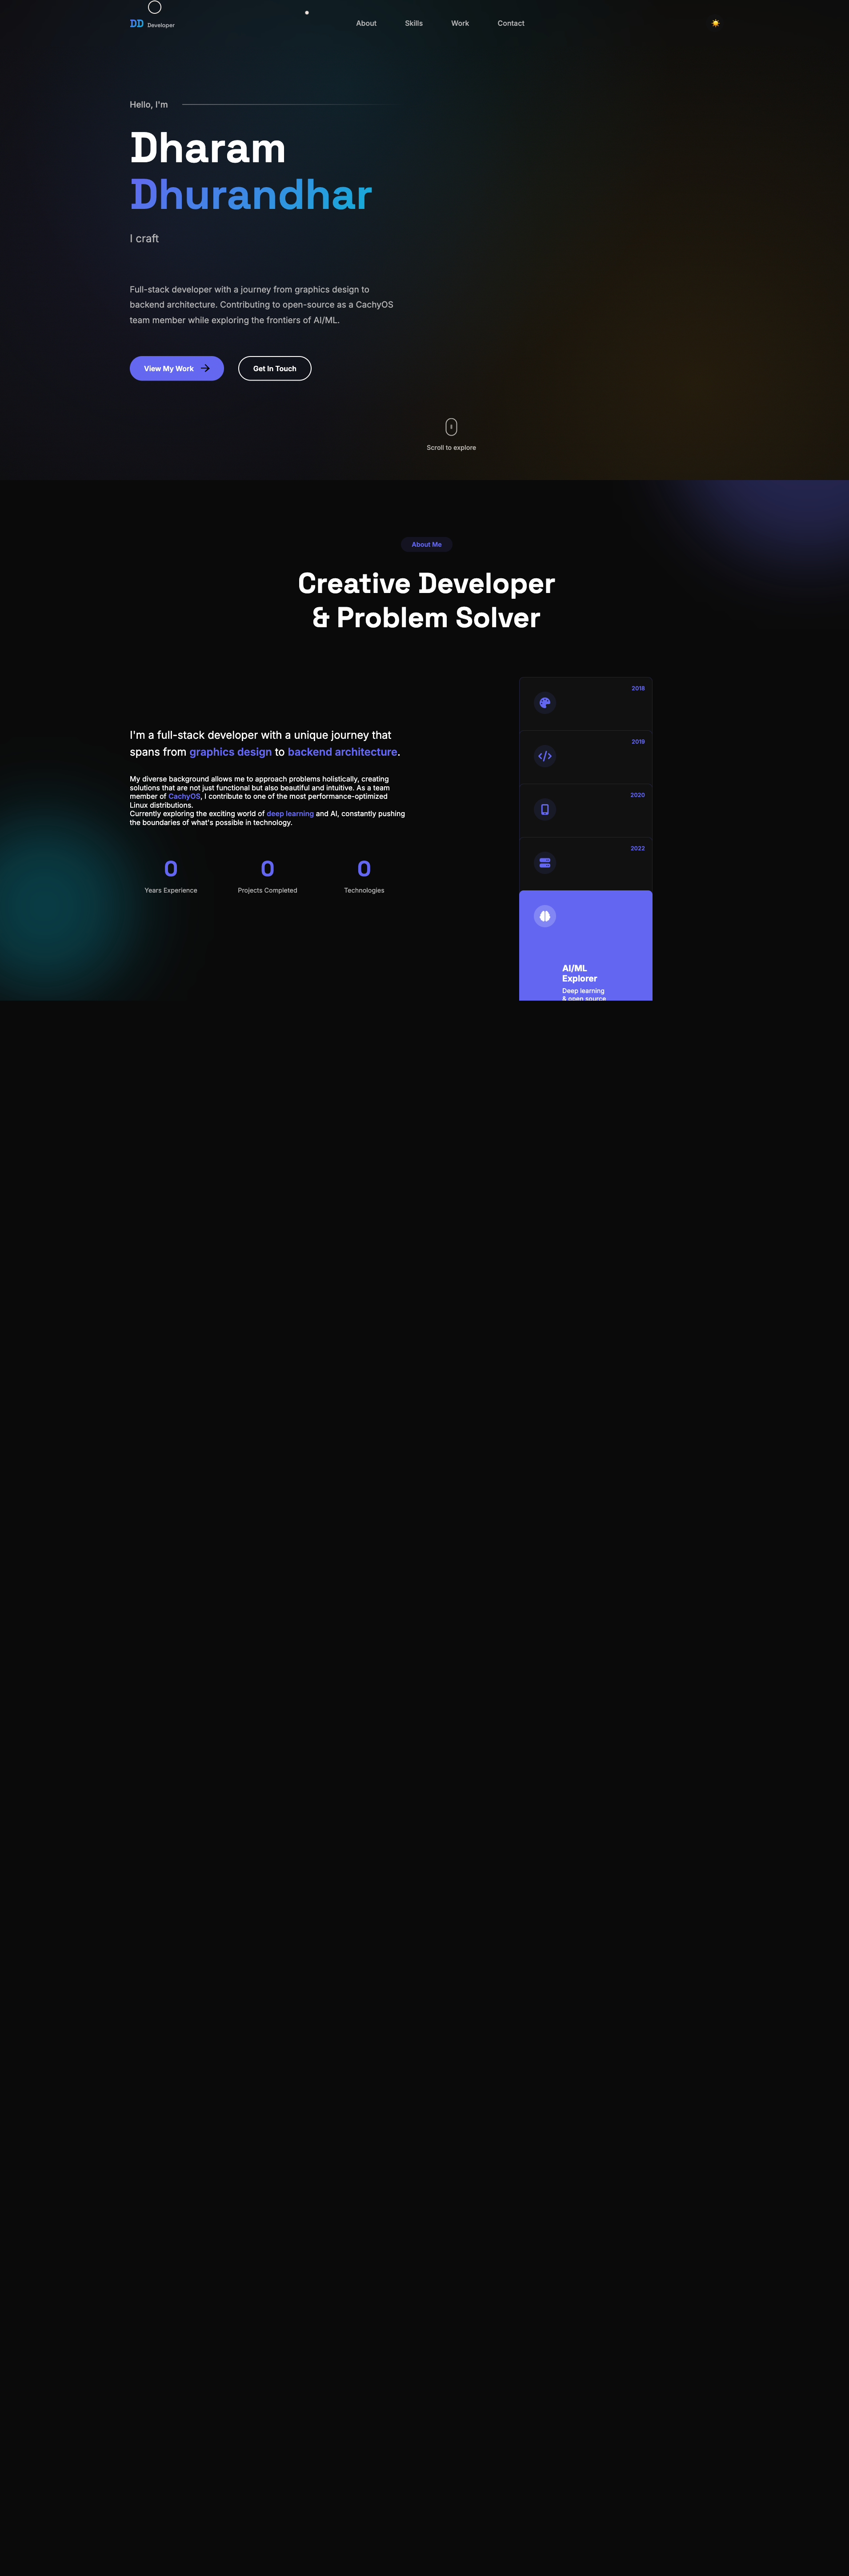 DD Developer
About
Skills
Work
Contact
Hello, I'm
Dharam
Dhurandhar
I craft
Full-stack developer with a journey from graphics design to
backend architecture. Contributing to open-source as a CachyOS
team member while exploring the frontiers of AI/ML.
View My Work
Get In Touch
Scroll to explore
About Me
Creative Developer
& Problem Solver
I'm a full-stack developer with a unique journey that
spans from graphics design to backend architecture.
My diverse background allows me to approach problems holistically, creating
solutions that are not just functional but also beautiful and intuitive. As a team
member of CachyOS, I contribute to one of the most performance-optimized
Linux distributions.
Currently exploring the exciting world of deep learning and AI, constantly pushing
the boundaries of what's possible in technology.
0
Years Experience
0
Projects Completed
0
Technologies
2018
2019
2020
2022
AI/ML
Explorer
Deep learning
& open source